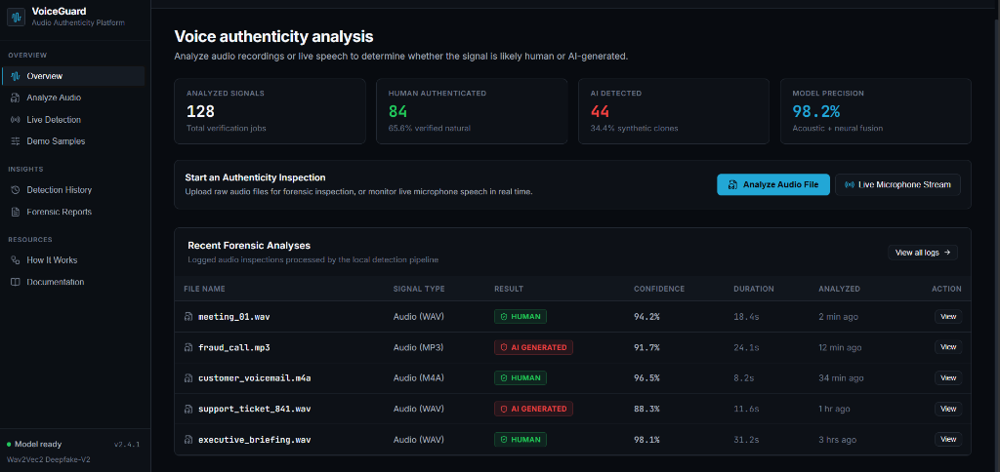 VoiceGuard
Audio Authenticity Platform
OVERVIEW
Overview
Analyze Audio
Live Detection
Demo Samples
INSIGHTS
Detection History
Forensic Reports
RESOURCES
How It Works
Documentation
Model ready v2.4.1
Wav2Vec2 Deepfake-V2
Voice authenticity analysis
Analyze audio recordings or live speech to determine whether the signal is likely human or AI-generated.
ANALYZED SIGNALS
128
Total verification jobs
HUMAN AUTHENTICATED
84
65.6% verified natural
AI DETECTED
44
34.4% synthetic clones
MODEL PRECISION
98.2%
Acoustic + neural fusion
Start an Authenticity Inspection
Upload raw audio files for forensic inspection, or monitor live microphone speech in real time.
Analyze Audio File
Live Microphone Stream
Recent Forensic Analyses
Logged audio inspections processed by the local detection pipeline
View all logs →
FILE NAME SIGNAL TYPE RESULT CONFIDENCE DURATION ANALYZED ACTION
meeting_01.wav Audio (WAV) HUMAN 94.2% 18.4s 2 min ago View
fraud_call.mp3 Audio (MP3) AI GENERATED 91.7% 24.1s 12 min ago View
customer_voicemail.m4a Audio (M4A) HUMAN 96.5% 8.2s 34 min ago View
support_ticket_841.wav Audio (WAV) AI GENERATED 88.3% 11.6s 1 hr ago View
executive_briefing.wav Audio (WAV) HUMAN 98.1% 31.2s 3 hrs ago View